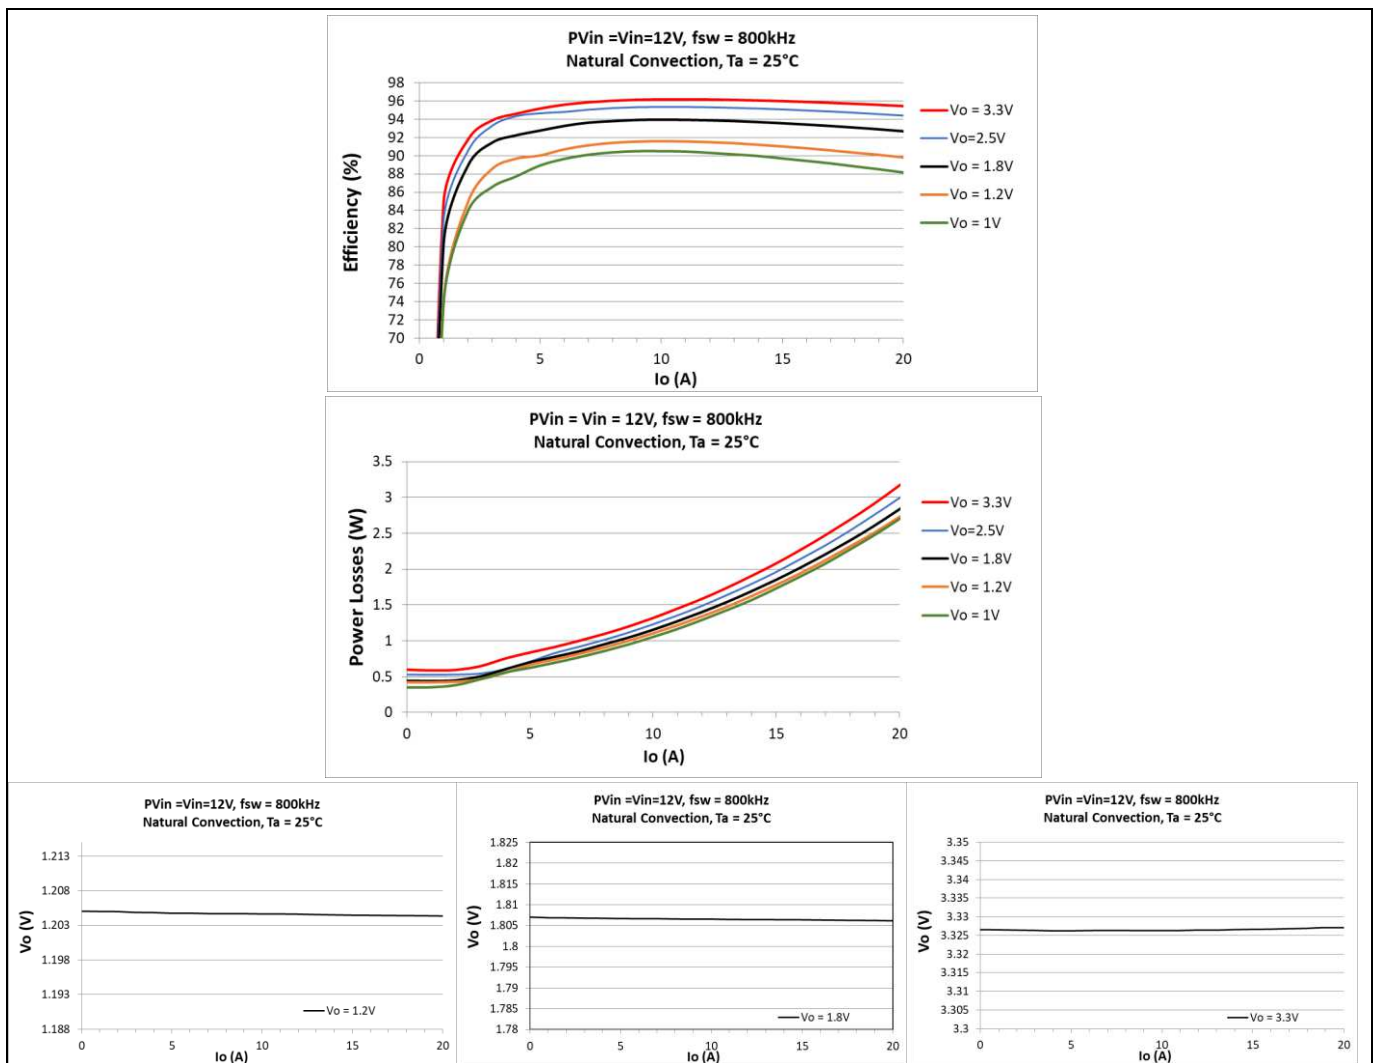 PVin =Vin=12V, fsw = 800kHz
Natural Convection, Ta = 25°C
Efficiency (%)
98
96
94
92
90
88
86
84
82
80
78
76
74
72
70
0
5
10
15
20
Io (A)
Vo = 3.3V
Vo=2.5V
Vo = 1.8V
Vo = 1.2V
Vo = 1V
PVin = Vin = 12V, fsw = 800kHz
Natural Convection, Ta = 25°C
Power Losses (W)
3.5
3
2.5
2
1.5
1
0.5
0
0
5
10
15
20
Io (A)
Vo = 3.3V
Vo=2.5V
Vo = 1.8V
Vo = 1.2V
Vo = 1V
PVin =Vin=12V, fsw = 800kHz
Natural Convection, Ta = 25°C
Vo (V)
1.213
1.208
1.203
1.198
1.193
1.188
0
5
10
15
20
Io (A)
Vo = 1.2V
PVin =Vin=12V, fsw = 800kHz
Natural Convection, Ta = 25°C
Vo (V)
1.825
1.82
1.815
1.81
1.805
1.8
1.795
1.79
1.785
1.78
0
5
10
15
20
Io (A)
Vo = 1.8V
PVin =Vin=12V, fsw = 800kHz
Natural Convection, Ta = 25°C
Vo (V)
3.35
3.345
3.34
3.335
3.33
3.325
3.32
3.315
3.31
3.305
3.3
0
5
10
15
20
Io (A)
Vo = 3.3V